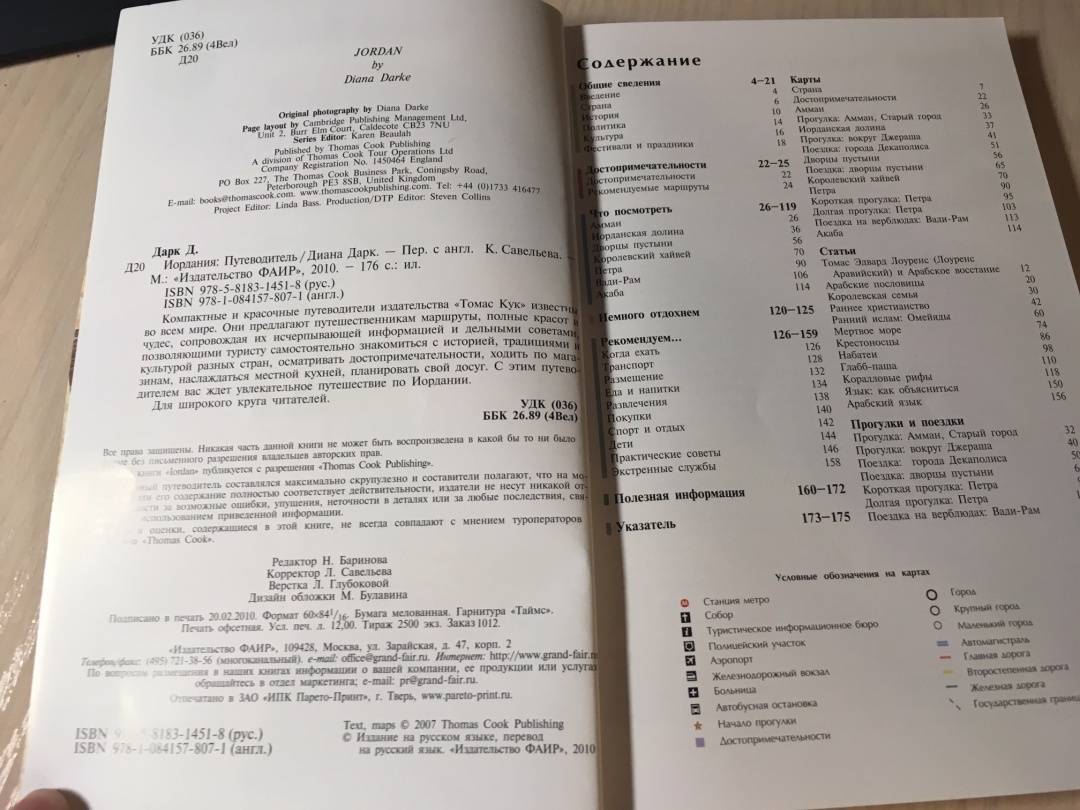 УДК (036)
ББК 26.89 (4Вел)
Д20
JORDAN
by
Diana Darke
Original photography by Diana Darke
Page layout by Cambridge Publishing Management Ltd,
Unit 2, Burr Elm Court, Caldecote CB23 7NU
Series Editor: Karen Beaulah
Published by Thomas Cook Publishing
A division of Thomas Cook Tour Operations Ltd
Company Registration No. 1450464 England
PO Box 227, The Thomas Cook Business Park, Coningsby Road,
Peterborough PE3 8SB, United Kingdom
E-mail: books@thomascook.com. www.thomascookpublishing.com. Tel: +44 (0)1733 416477
Project Editor: Linda Bass. Production/DTP Editor: Steven Collins
Дарк Д.
Д20 Иордания: Путеводитель/Диана Дарк. — Пер. с англ. К. Савельева. —
М.: «Издательство ФАИР», 2010. — 176 с.: ил.
ISBN 978-5-8183-1451-8 (рус.)
ISBN 978-1-084157-807-1 (англ.)
Компактные и красочные путеводители издательства «Томас Кук» известны
во всем мире. Они предлагают путешественникам маршруты, полные красот и
чудес, сопровождая их исчерпывающей информацией и дельными советами,
позволяющими туристу самостоятельно знакомиться с историей, традициями и
культурой разных стран, осматривать достопримечательности, ходить по мага-
зинам, наслаждаться местной кухней, планировать свой досуг. С этим путево-
дителем вас ждет увлекательное путешествие по Иордании.
Для широкого круга читателей.
УДК (036)
ББК 26.89 (4Вел)
Все права защищены. Никакая часть данной книги не может быть воспроизведена в какой бы то ни было
без письменного разрешения владельцев авторских прав.
книги «Jordan» публикуется с разрешения «Thomas Cook Publishing».
путеводитель составлялся максимально скрупулезно и составители полагают, что на мо-
его содержание полностью соответствует действительности, издатели не несут никакой от-
за возможные ошибки, упущения, неточности в деталях или за любые последствия, свя-
использованием приведенной информации.
и оценки, содержащиеся в этой книге, не всегда совпадают с мнением туроператоров
«Thomas Cook».
Редактор Н. Баринова
Корректор Л. Савельева
Верстка Л. Глубоковой
Дизайн обложки М. Булавина
Подписано в печать 20.02.2010. Формат 60×84¹/₁₆. Бумага мелованная. Гарнитура «Таймс».
Печать офсетная. Усл. печ. л. 12,00. Тираж 2500 экз. Заказ 1012.
«Издательство ФАИР», 109428, Москва, ул. Зарайская, д. 47, корп. 2
Телефон/факс: (495) 721-38-56 (многоканальный). e-mail: office@grand-fair.ru. Интернет: http://www.grand-fair.ru
По вопросам размещения в наших книгах информации о вашей компании, ее продукции или услугах
обращайтесь в отдел маркетинга; e-mail: pr@grand-fair.ru.
Отпечатано в ЗАО «ИПК Парето-Принт», г. Тверь, www.pareto-print.ru.
Text, maps © 2007 Thomas Cook Publishing
© Издание на русском языке, перевод
на русский язык. «Издательство ФАИР», 2010
ISBN 978-5-8183-1451-8 (рус.)
ISBN 978-1-084157-807-1 (англ.)
Содержание
Общие сведения 4—21
Введение 4
Страна 6
История 10
Политика 14
Культура 16
Фестивали и праздники 18
Достопримечательности 22—25
Достопримечательности 22
Рекомендуемые маршруты 24
Что посмотреть 26—119
Амман 26
Иорданская долина 36
Дворцы пустыни 56
Королевский хайвей 70
Петра 90
Вади-Рам 106
Акаба 114
Немного отдохнем 120—125
Рекомендуем... 126—159
Когда ехать 126
Транспорт 128
Размещение 132
Еда и напитки 134
Развлечения 138
Покупки 140
Спорт и отдых 142
Дети 144
Практические советы 146
Экстренные службы 158
Полезная информация 160—172
Указатель 173—175
Карты
Страна 7
Достопримечательности 22
Амман 26
Прогулка: Амман, Старый город 33
Иорданская долина 37
Прогулка: вокруг Джераша 41
Поездка: города Декаполиса 51
Дворцы пустыни 56
Поездка: дворцы пустыни 65
Королевский хайвей 70
Петра 90
Короткая прогулка: Петра 95
Долгая прогулка: Петра 103
Поездка на верблюдах: Вади-Рам 113
Акаба 114
Статьи
Томас Эдвард Лоуренс (Лоуренс
Аравийский) и Арабское восстание 12
Арабские пословицы 20
Королевская семья 30
Раннее христианство 42
Ранний ислам: Омейяды 60
Мертвое море 74
Крестоносцы 86
Набатеи 98
Глабб-паша 110
Коралловые рифы 118
Язык: как объясниться 150
Арабский язык 156
Прогулки и поездки
Прогулка: Амман, Старый город 32
Прогулка: вокруг Джераша 40
Поездка: города Декаполиса 50
Поездка: дворцы пустыни
Короткая прогулка: Петра
Долгая прогулка: Петра
Поездка на верблюдах: Вади-Рам
Условные обозначения на картах
Станция метро
Собор
Туристическое информационное бюро
Полицейский участок
Аэропорт
Железнодорожный вокзал
Больница
Автобусная остановка
Начало прогулки
Достопримечательности
Город
Крупный город
Маленький город
Автомагистраль
Главная дорога
Второстепенная дорога
Железная дорога
Государственная граница